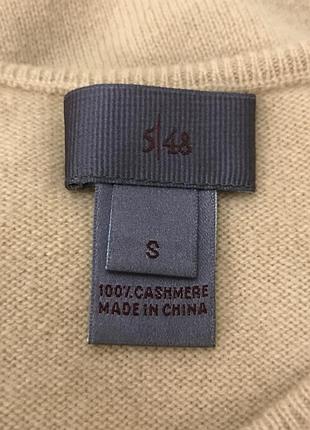 5|48
S
100% CASHMERE
MADE IN CHINA